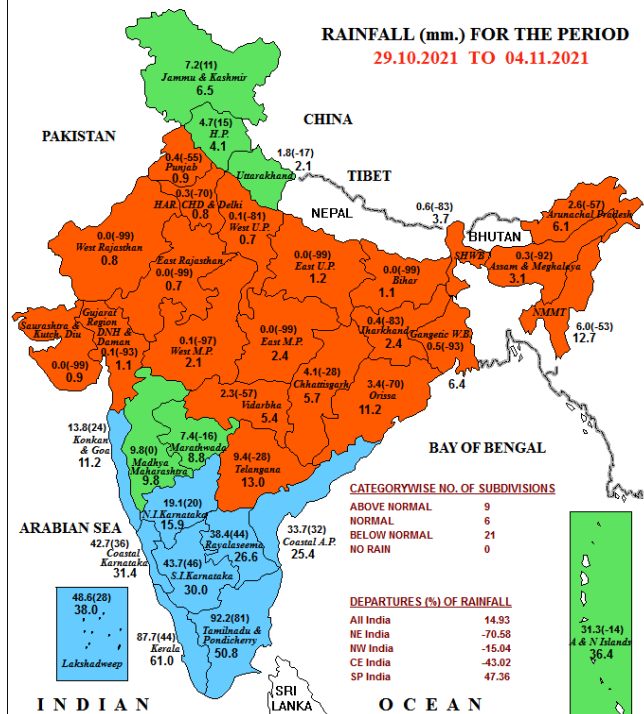 RAINFALL (mm.) FOR THE PERIOD
29.10.2021 TO 04.11.2021
7.2(11)
Jammu & Kashmir
6.5
CHINA
4.7(15)
H.P.
4.1
PAKISTAN
1.8(-17)
2.1
Uttarakhand
TIBET
0.4(-55)
Punjab
0.9
0.3(-70)
HAR. CHD & Delhi
0.8
0.1(-81)
West U.P.
0.7
NEPAL
0.6(-83)
3.7
BHUTAN
2.6(-57)
Arunachal Pradesh
6.1
0.0(-99)
West Rajasthan
0.8
East Rajasthan
0.0(-99)
0.7
0.0(-99)
East U.P.
1.2
0.0(-99)
Bihar
1.1
SHWB
0.3(-92)
Assam & Meghalaya
3.1
NMMT
6.0(-53)
12.7
Saurashtra &
Kutch, Diu
0.0(-99)
0.9
Gujarat
Region
DNH &
Daman
0.1(-93)
1.1
0.1(-97)
West M.P.
2.1
0.0(-99)
East M.P.
2.4
0.4(-83)
Jharkhand
2.4
Gangetic W.B.
0.5(-93)
6.4
4.1(-28)
Chhattisgarh
5.7
3.4(-70)
Orissa
11.2
2.3(-57)
Vidarbha
5.4
13.8(24)
Konkan
& Goa
11.2
7.4(-16)
Marathwada
8.8
9.8(0)
Madhya
Maharashtra
9.8
9.4(-28)
Telangana
13.0
BAY OF BENGAL
ARABIAN SEA
19.1(20)
N.I.Karnataka
15.9
38.4(44)
Rayalaseema
26.6
33.7(32)
Coastal A.P.
25.4
42.7(36)
Coastal
Karnataka
31.4
43.7(46)
S.I.Karnataka
30.0
48.6(28)
38.0
Lakshadweep
87.7(44)
Kerala
61.0
92.2(81)
Tamilnadu &
Pondicherry
50.8
CATEGORYWISE NO. OF SUBDIVISIONS
ABOVE NORMAL 9
NORMAL 6
BELOW NORMAL 21
NO RAIN 0
DEPARTURES (%) OF RAINFALL
All India 14.93
NE India -70.58
NW India -15.04
CE India -43.02
SP India 47.36
31.3(-14)
A & N Islands
36.4
SRI
LANKA
INDIAN OCEAN